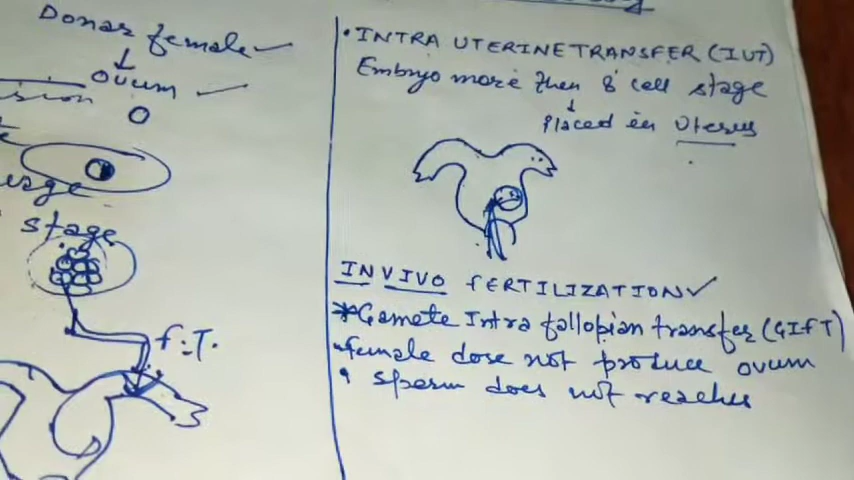 Donar female
ovum
stage
f.T.
• INTRA UTERINE TRANSFER (IUT)
Embryo more then 8 cell stage
Placed in Uterus
INVIVO FERTILIZATION
*Gamete Intra fallopian transfer (GIFT)
• female dose not produce ovum
• sperm does not reaches